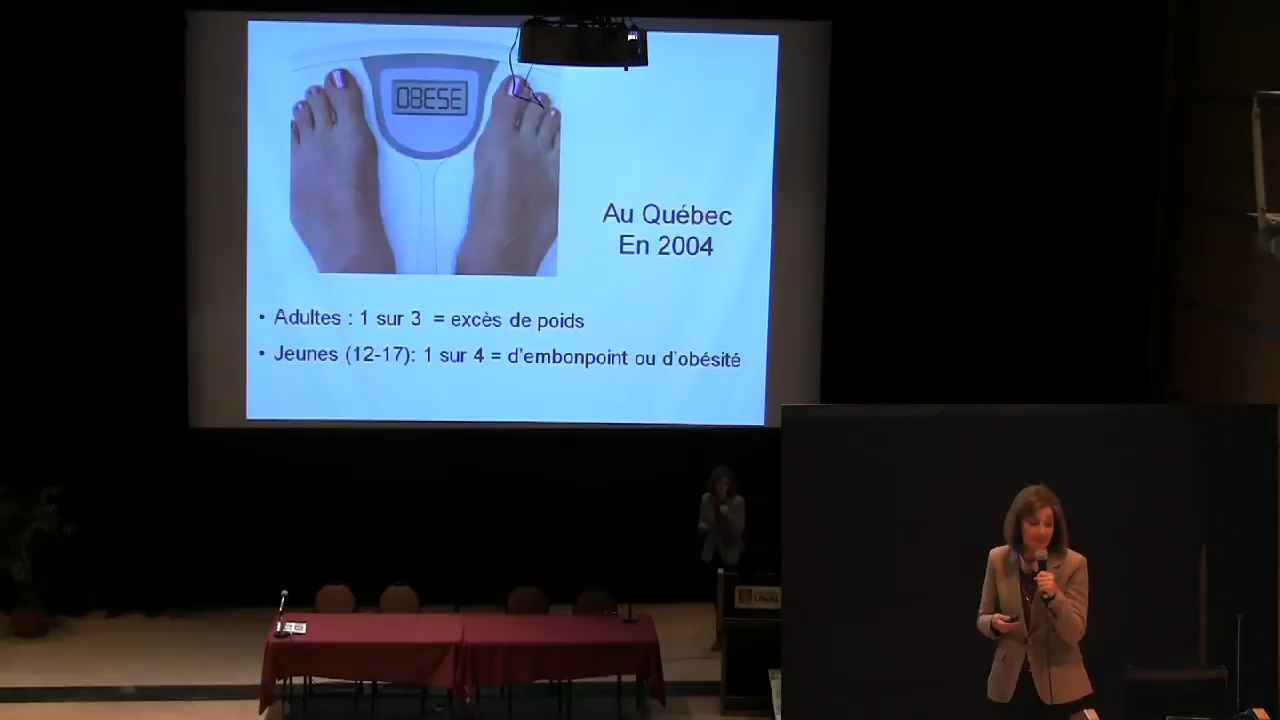 OBESE
Au Québec
En 2004
• Adultes : 1 sur 3 = excès de poids
• Jeunes (12-17): 1 sur 4 = d'embonpoint ou d'obésité